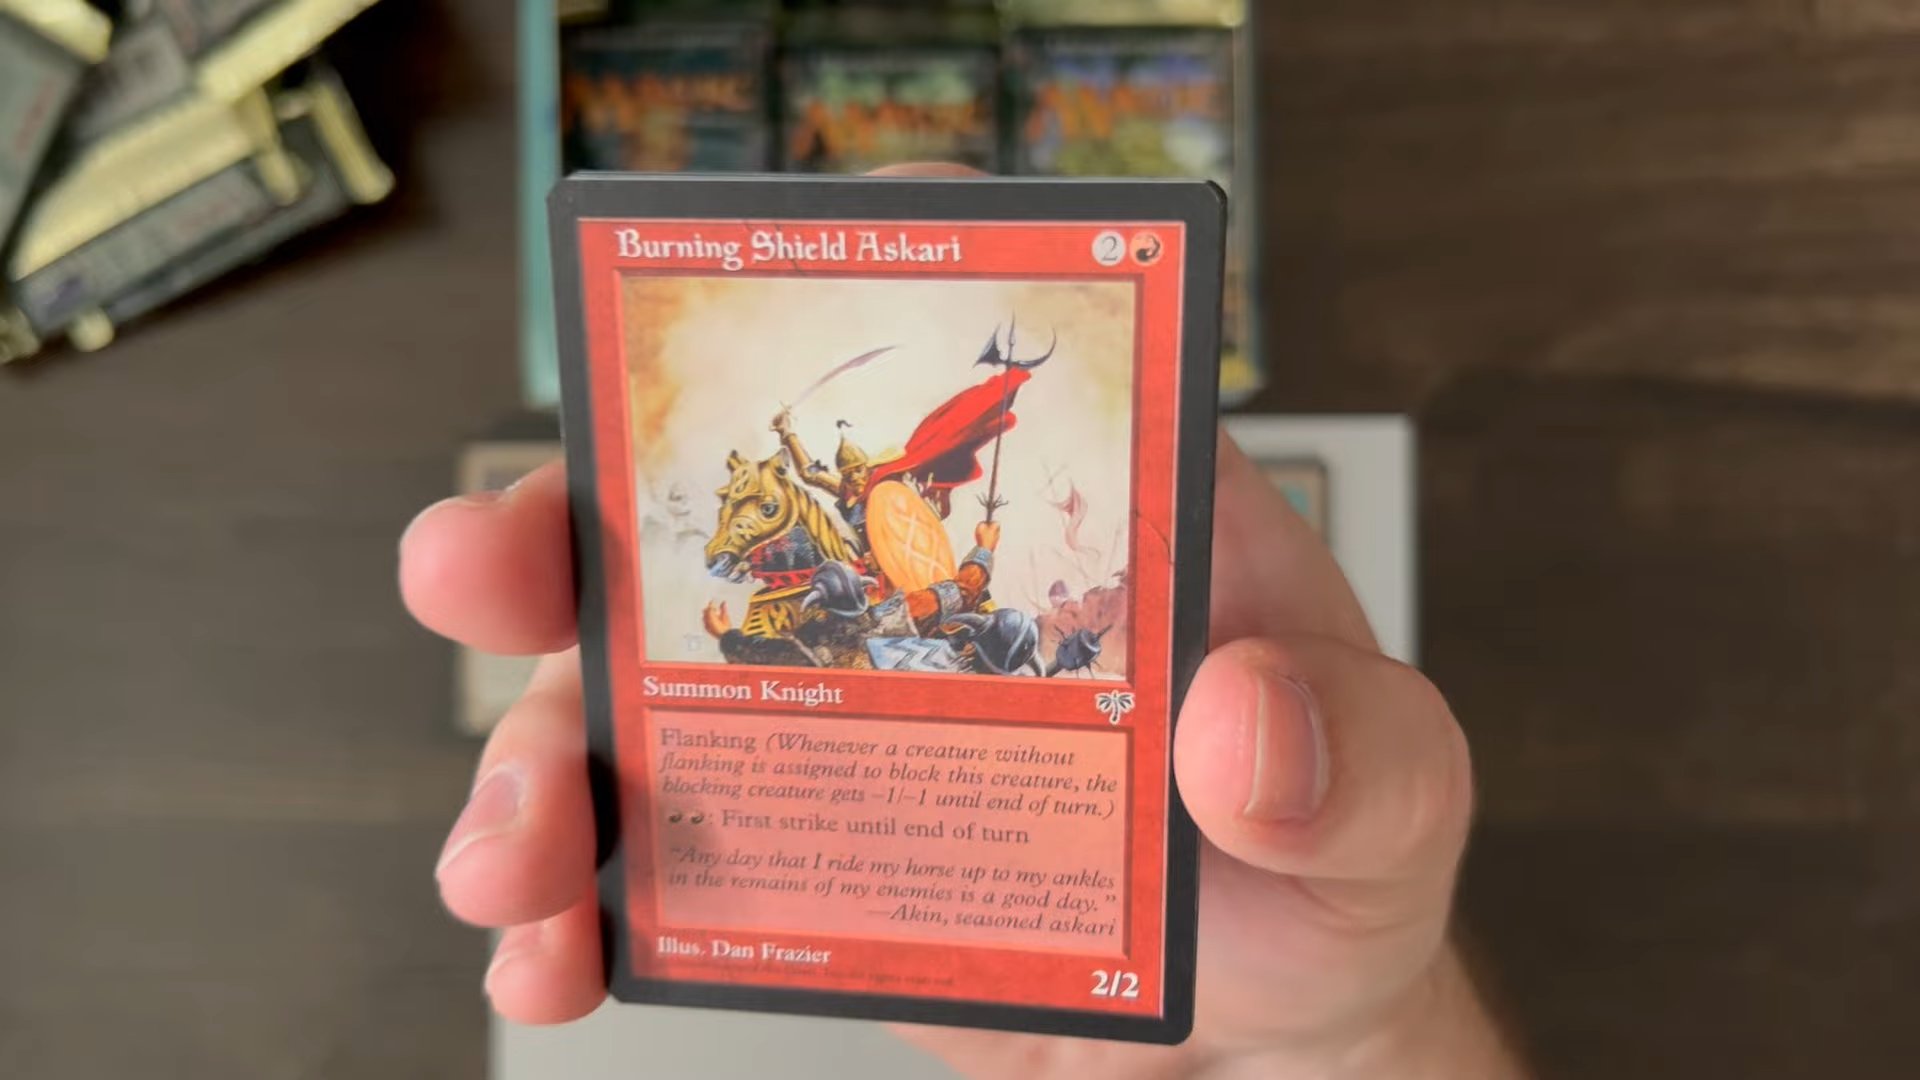 Burning Shield Askari 2
Summon Knight
Flanking (Whenever a creature without
flanking is assigned to block this creature, the
blocking creature gets –1/–1 until end of turn.)
: First strike until end of turn
"Any day that I ride my horse up to my ankles
in the remains of my enemies is a good day."
—Akin, seasoned askari
Illus. Dan Frazier
2/2